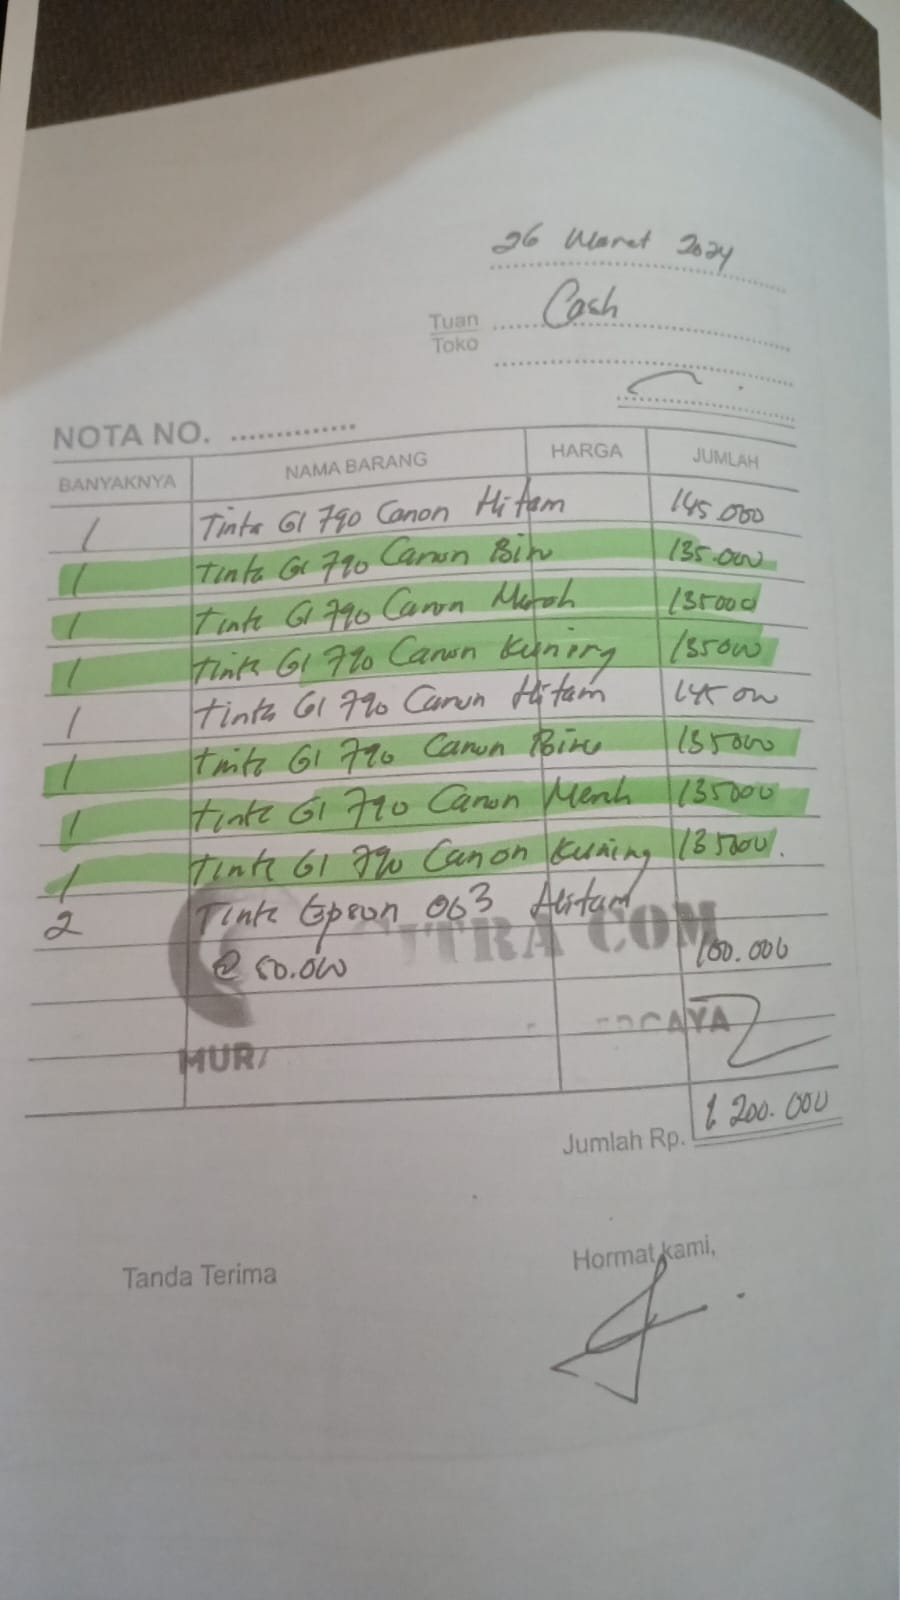 26 Maret 2024
Tuan Cash
Toko
NOTA NO. ..............
BANYAKNYA NAMA BARANG HARGA JUMLAH
1 Tinta GI 790 Canon Hitam 145.000
1 Tinta GI 790 Canon Biru 135.000
1 Tinta GI 790 Canon Merah 135000
1 Tinta GI 790 Canon Kuning 135000
1 Tinta GI 790 Canon Hitam 145 000
1 Tinta GI 790 Canon Biru 135000
1 Tinta GI 790 Canon Merah 135000
1 Tinta GI 790 Canon Kuning 135000.
2 Tinta Epson 003 Hitam
CITRA COM
@ 50.000 100.000
MUR
Jumlah Rp. 1 200.000
Tanda Terima Hormat kami,